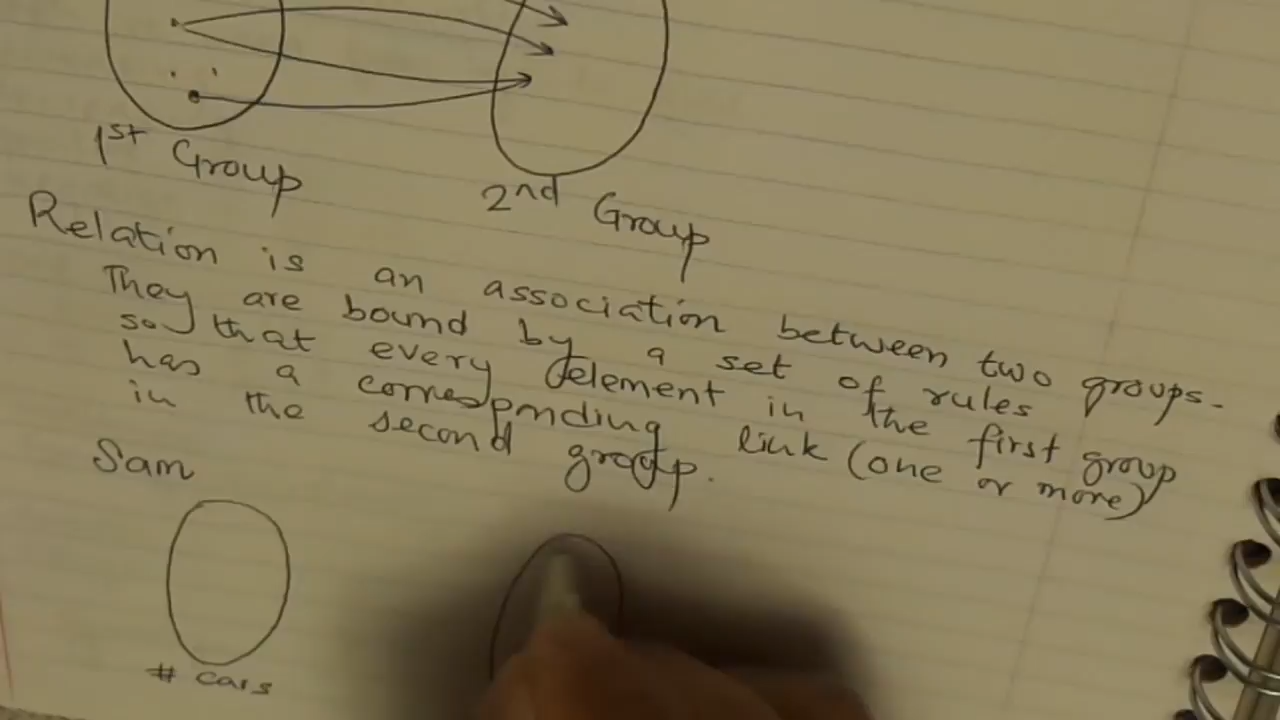 1st Group
2nd Group
Relation is an association between two groups.
They are bound by a set of rules
so that every element in the first group
has a correspnding link (one or more)
in the second group.
Sam
# cars